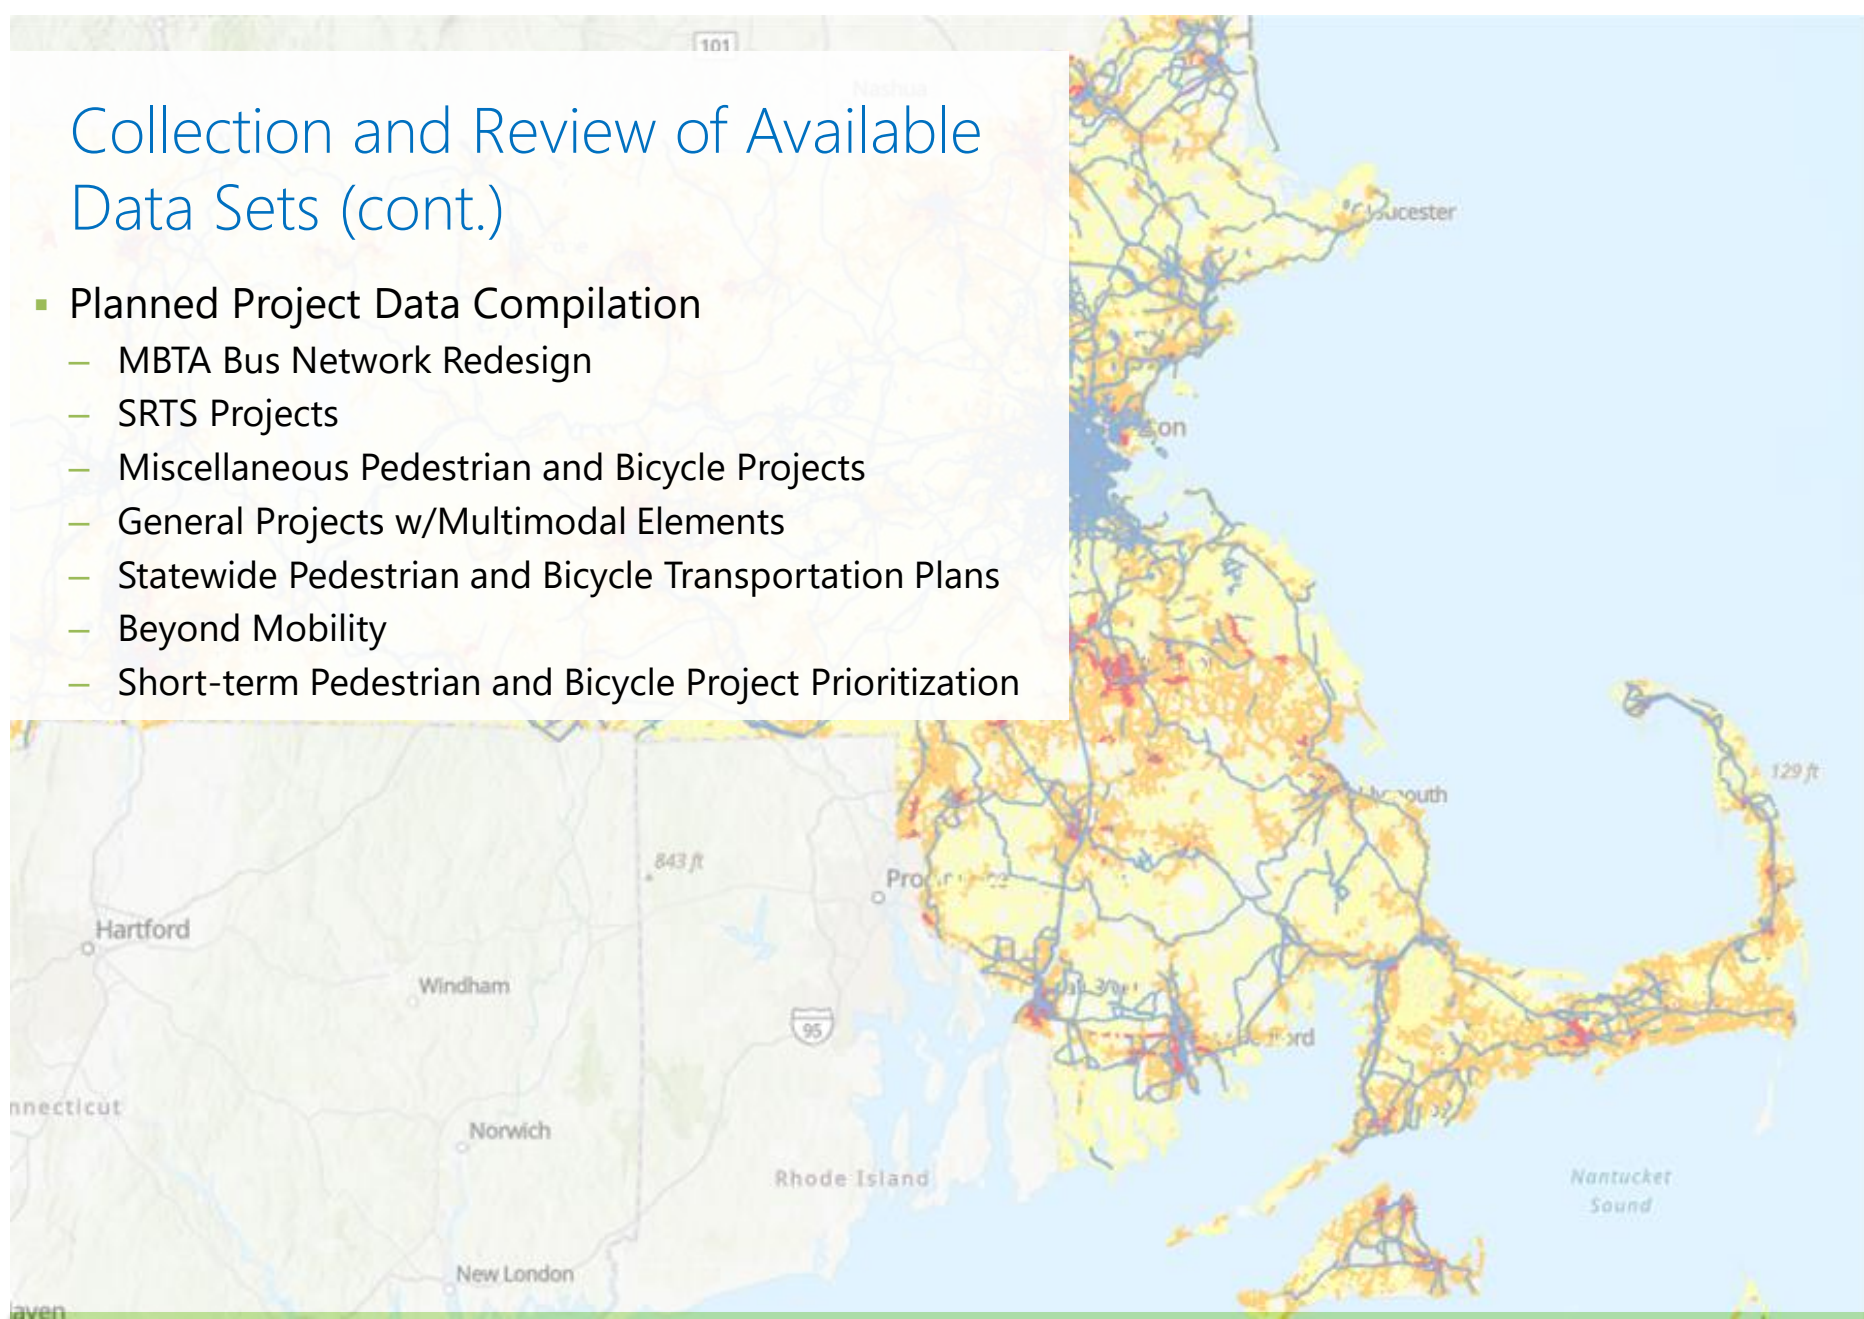 101
Nashua
Collection and Review of Available
Data Sets (cont.)
Planned Project Data Compilation
– MBTA Bus Network Redesign
– SRTS Projects
– Miscellaneous Pedestrian and Bicycle Projects
– General Projects w/Multimodal Elements
– Statewide Pedestrian and Bicycle Transportation Plans
– Beyond Mobility
– Short-term Pedestrian and Bicycle Project Prioritization
129 ft
843 ft
Hartford
Windham
95
Norwich
Rhode Island
Nantucket
Sound
New London